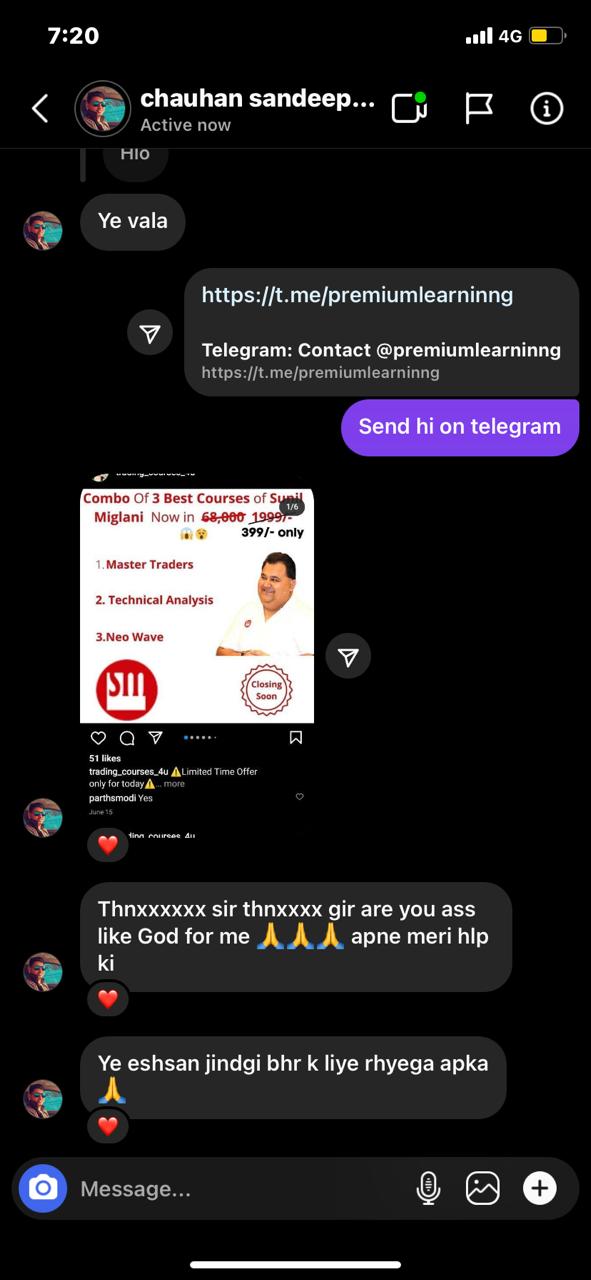 7:20
4G
chauhan sandeep...
Active now
Hlo
Ye vala
https://t.me/premiumlearninng
Telegram: Contact @premiumlearninng
https://t.me/premiumlearninng
Send hi on telegram
trading_courses_4u
Combo Of 3 Best Courses of Sunil
1/6
Miglani Now in 68,000 1999/-
399/- only
1.Master Traders
2. Technical Analysis
3.Neo Wave
sm
Closing
Soon
51 likes
trading_courses_4u ⚠️Limited Time Offer
only for today⚠️... more
parthsmodi Yes
June 15
ding_courses_4u
Thnxxxxxx sir thnxxxx gir are you ass
like God for me 🙏🙏🙏 apne meri hlp
ki
Ye eshsan jindgi bhr k liye rhyega apka
🙏
Message...